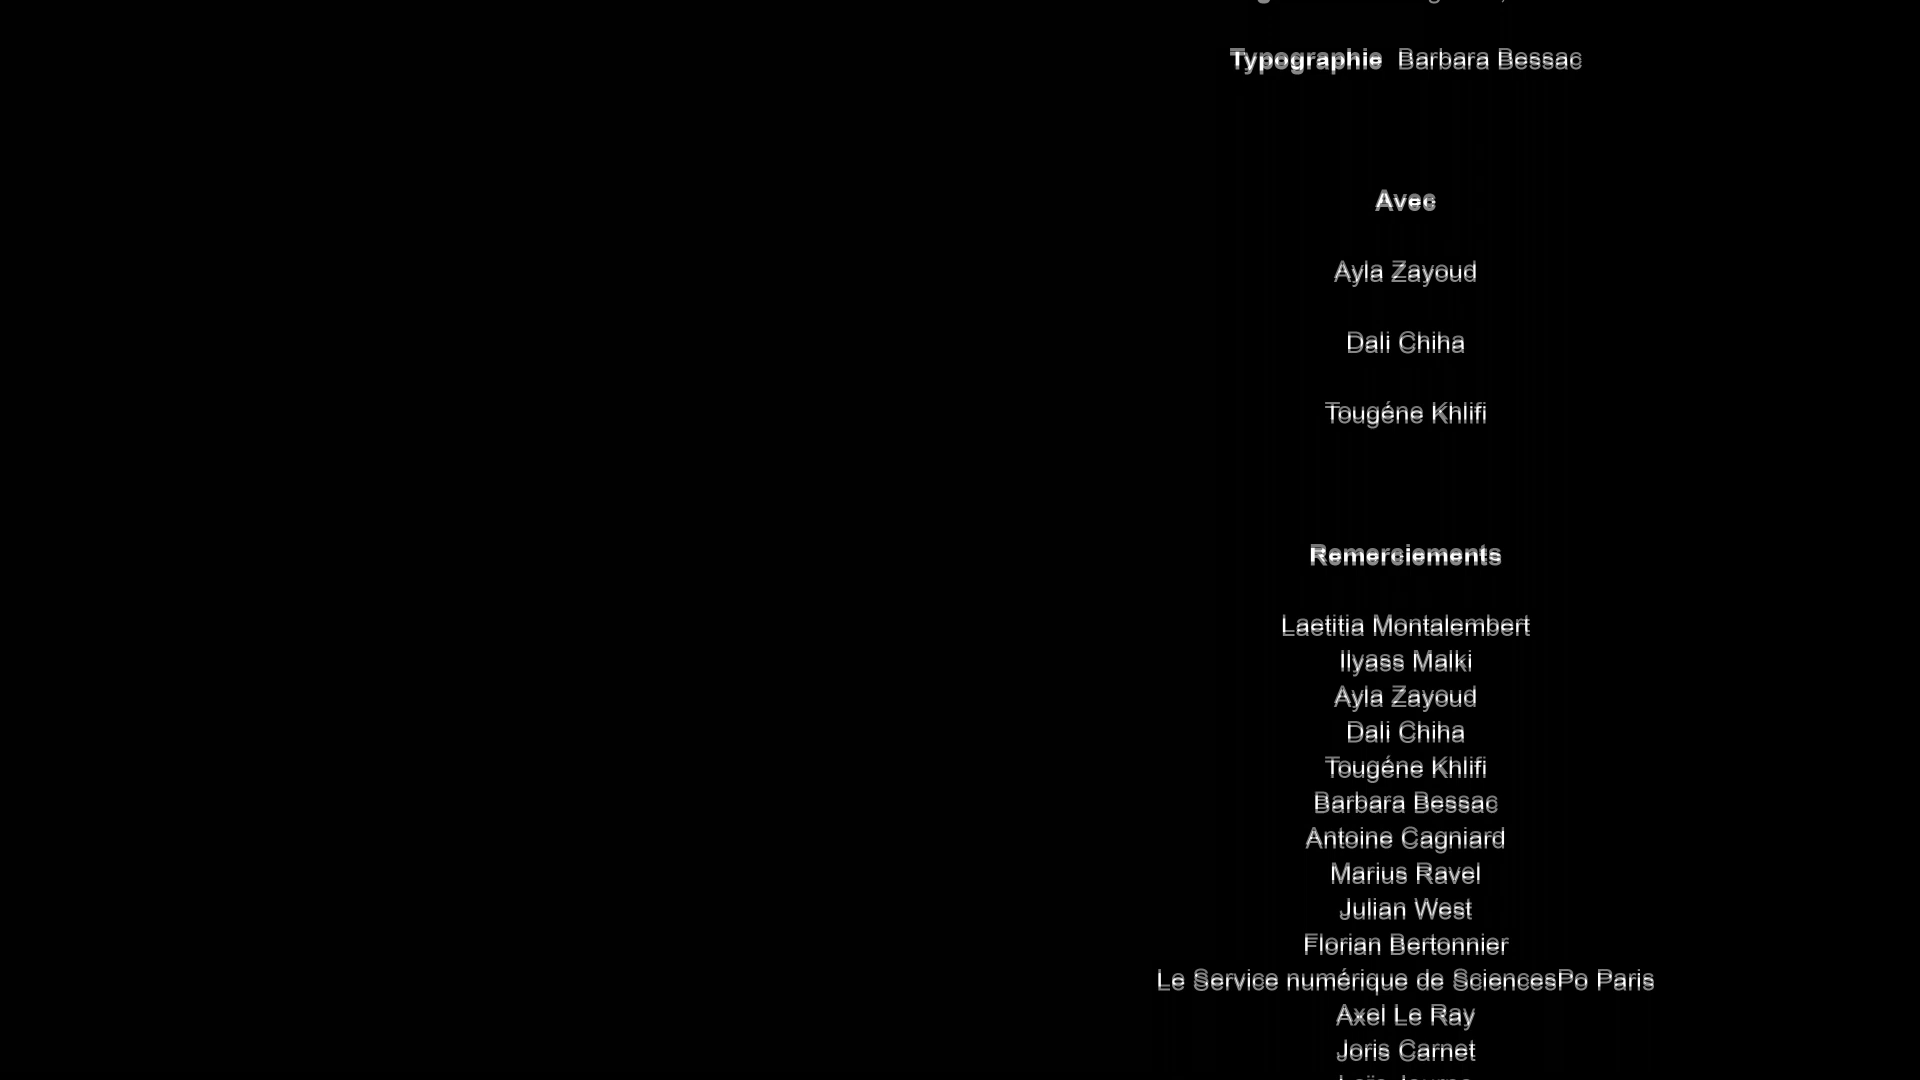 Typographie Barbara Bessac
Avec
Ayla Zayoud
Dali Chiha
Tougéne Khlifi
Remerciements
Laetitia Montalembert
Ilyass Malki
Ayla Zayoud
Dali Chiha
Tougéne Khlifi
Barbara Bessac
Antoine Cagniard
Marius Ravel
Julian West
Florian Bertonnier
Le Service numérique de SciencesPo Paris
Axel Le Ray
Joris Carnet